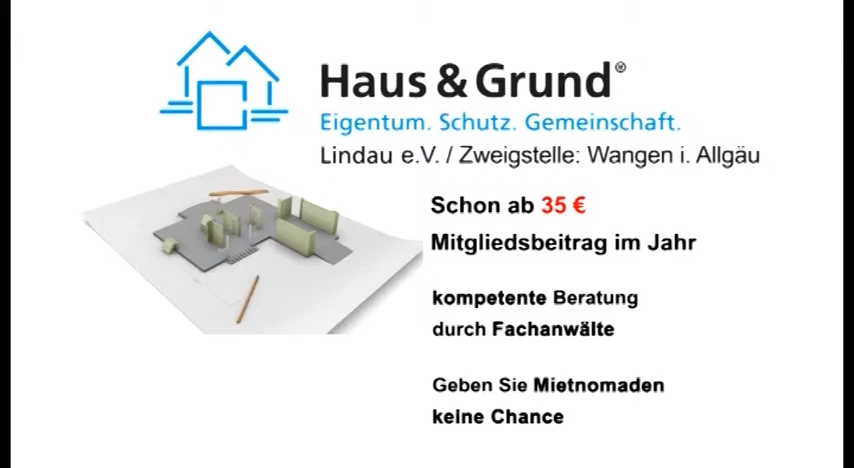 Haus & Grund®
Eigentum. Schutz. Gemeinschaft.
Lindau e.V. / Zweigstelle: Wangen i. Allgäu
Schon ab 35 €
Mitgliedsbeitrag im Jahr
kompetente Beratung
durch Fachanwälte
Geben Sie Mietnomaden
keine Chance